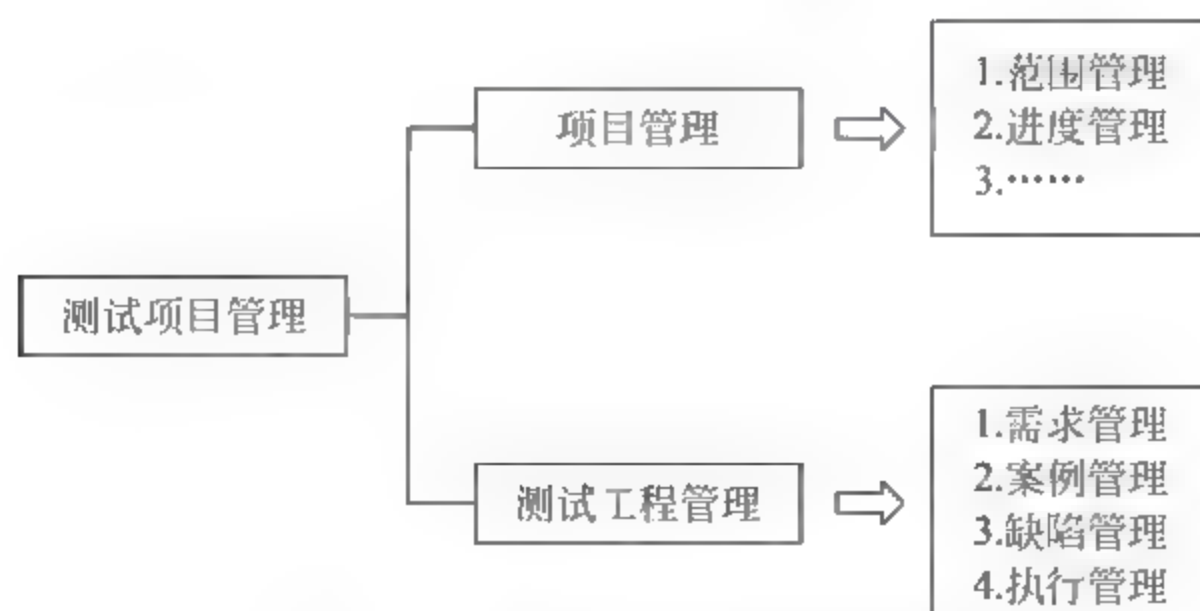 测试项目管理
项目管理
1.范围管理
2.进度管理
3.······
测试工程管理
1.需求管理
2.案例管理
3.缺陷管理
4.执行管理